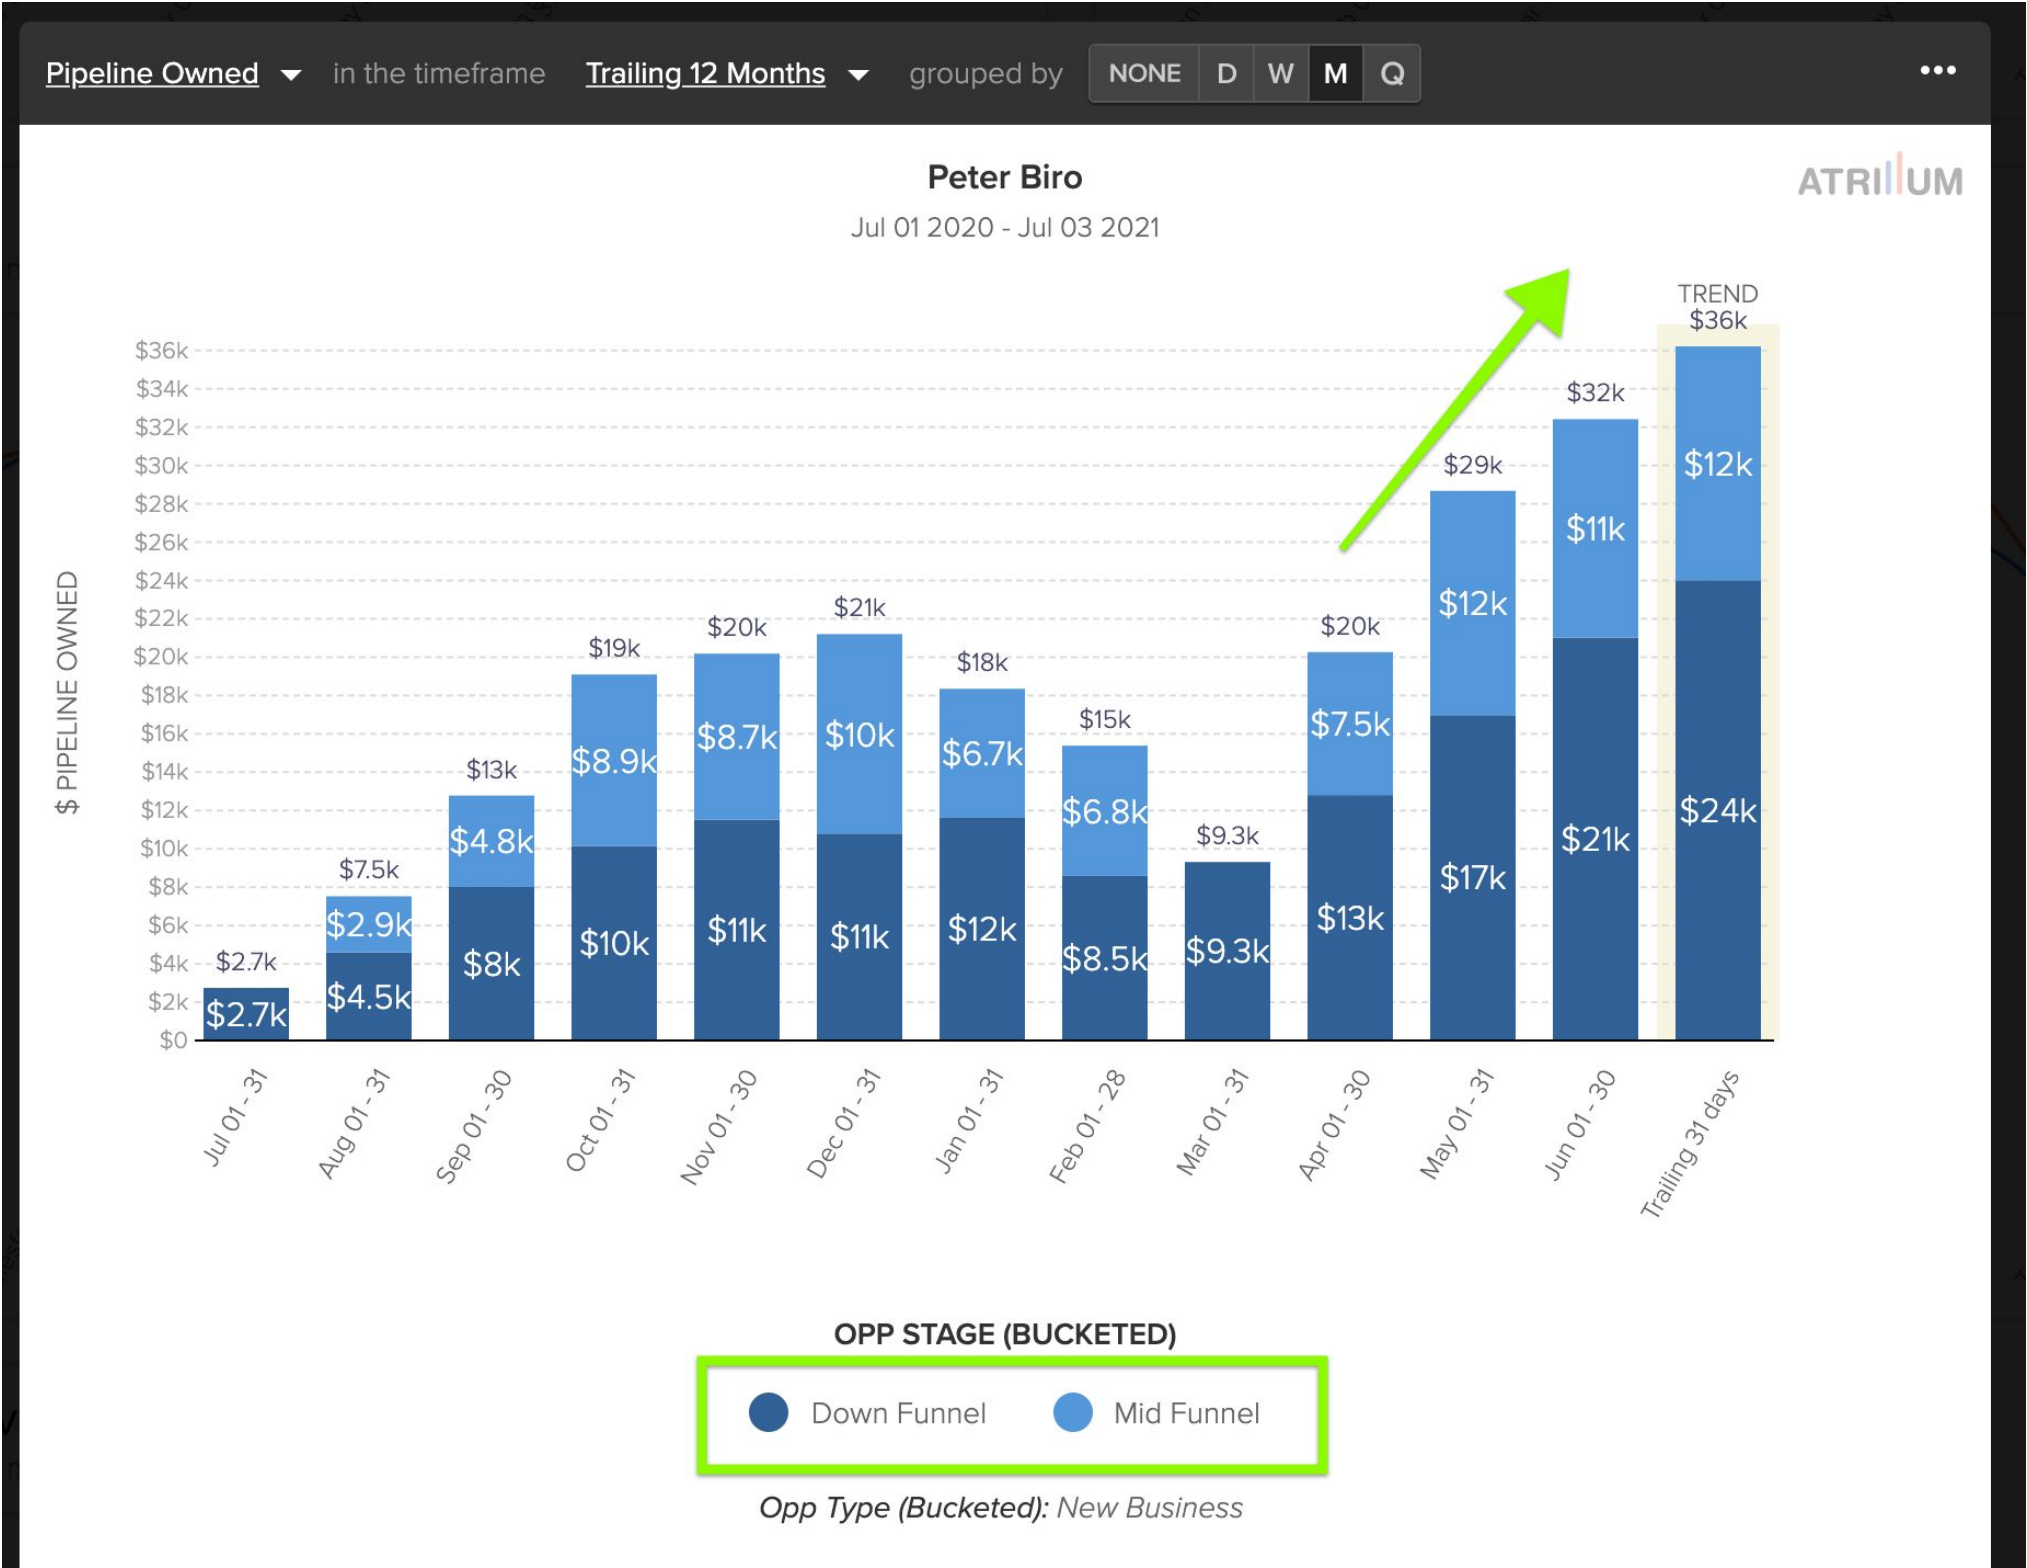 Pipeline Owned in the timeframe Trailing 12 Months grouped by NONE D W M Q
Peter Biro
ATRIUM
Jul 01 2020 - Jul 03 2021
TREND
$36k
$36k
$34k
$32k
$32k
$30k
$29k
$12k
$28k
$26k
$11k
$24k
$22k
$21k
$12k
$20k
$20k
$20k
$19k
$18k
$18k
$16k
$15k
$7.5k
$8.7k
$10k
$6.7k
$8.9k
$14k
$13k
$12k
$6.8k
$24k
$10k
$4.8k
$9.3k
$21k
$8k
$7.5k
$17k
$6k
$2.9k
$13k
$11k
$11k
$12k
$10k
$4k
$2.7k
$8k
$8.5k
$9.3k
$2k
$2.7k
$4.5k
$0
$ PIPELINE OWNED
Jul 01 - 31
Aug 01 - 31
Sep 01 - 30
Oct 01 - 31
Nov 01 - 30
Dec 01 - 31
Jan 01 - 31
Feb 01 - 28
Mar 01 - 31
Apr 01 - 30
May 01 - 31
Jun 01 - 30
Trailing 31 days
OPP STAGE (BUCKETED)
Down Funnel Mid Funnel
Opp Type (Bucketed): New Business